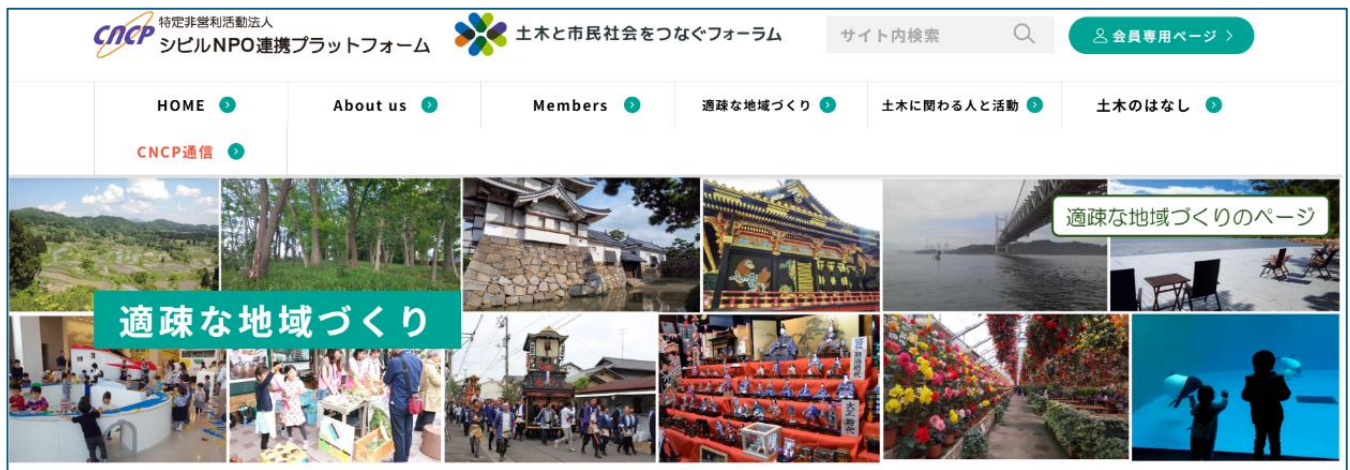 CNCP
特定非営利活動法人
シビルNPO連携プラットフォーム
土木と市民社会をつなぐフォーラム
サイト内検索
会員専用ページ
HOME
About us
Members
適疎な地域づくり
土木に関わる人と活動
土木のはなし
CNCP通信
適疎な地域づくりのページ
適疎な地域づくり